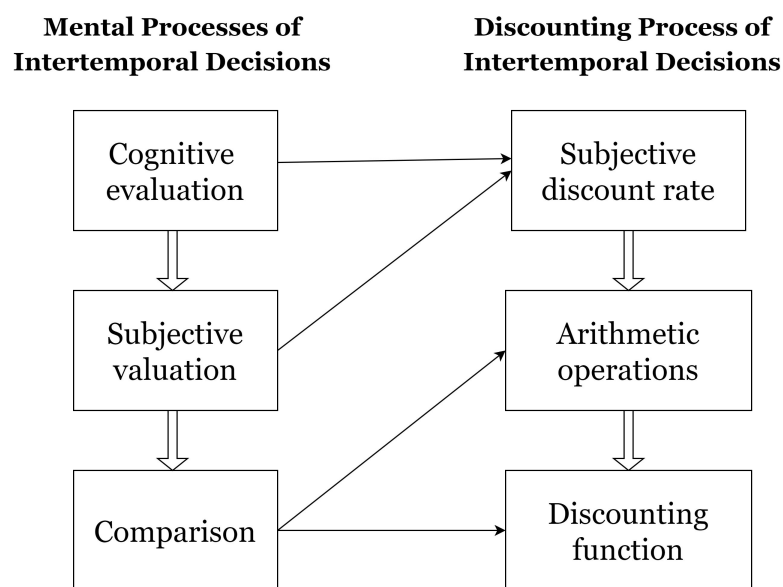 Mental Processes of
Intertemporal Decisions
Discounting Process of
Intertemporal Decisions
Cognitive
evaluation
Subjective
discount rate
Subjective
valuation
Arithmetic
operations
Comparison
Discounting
function